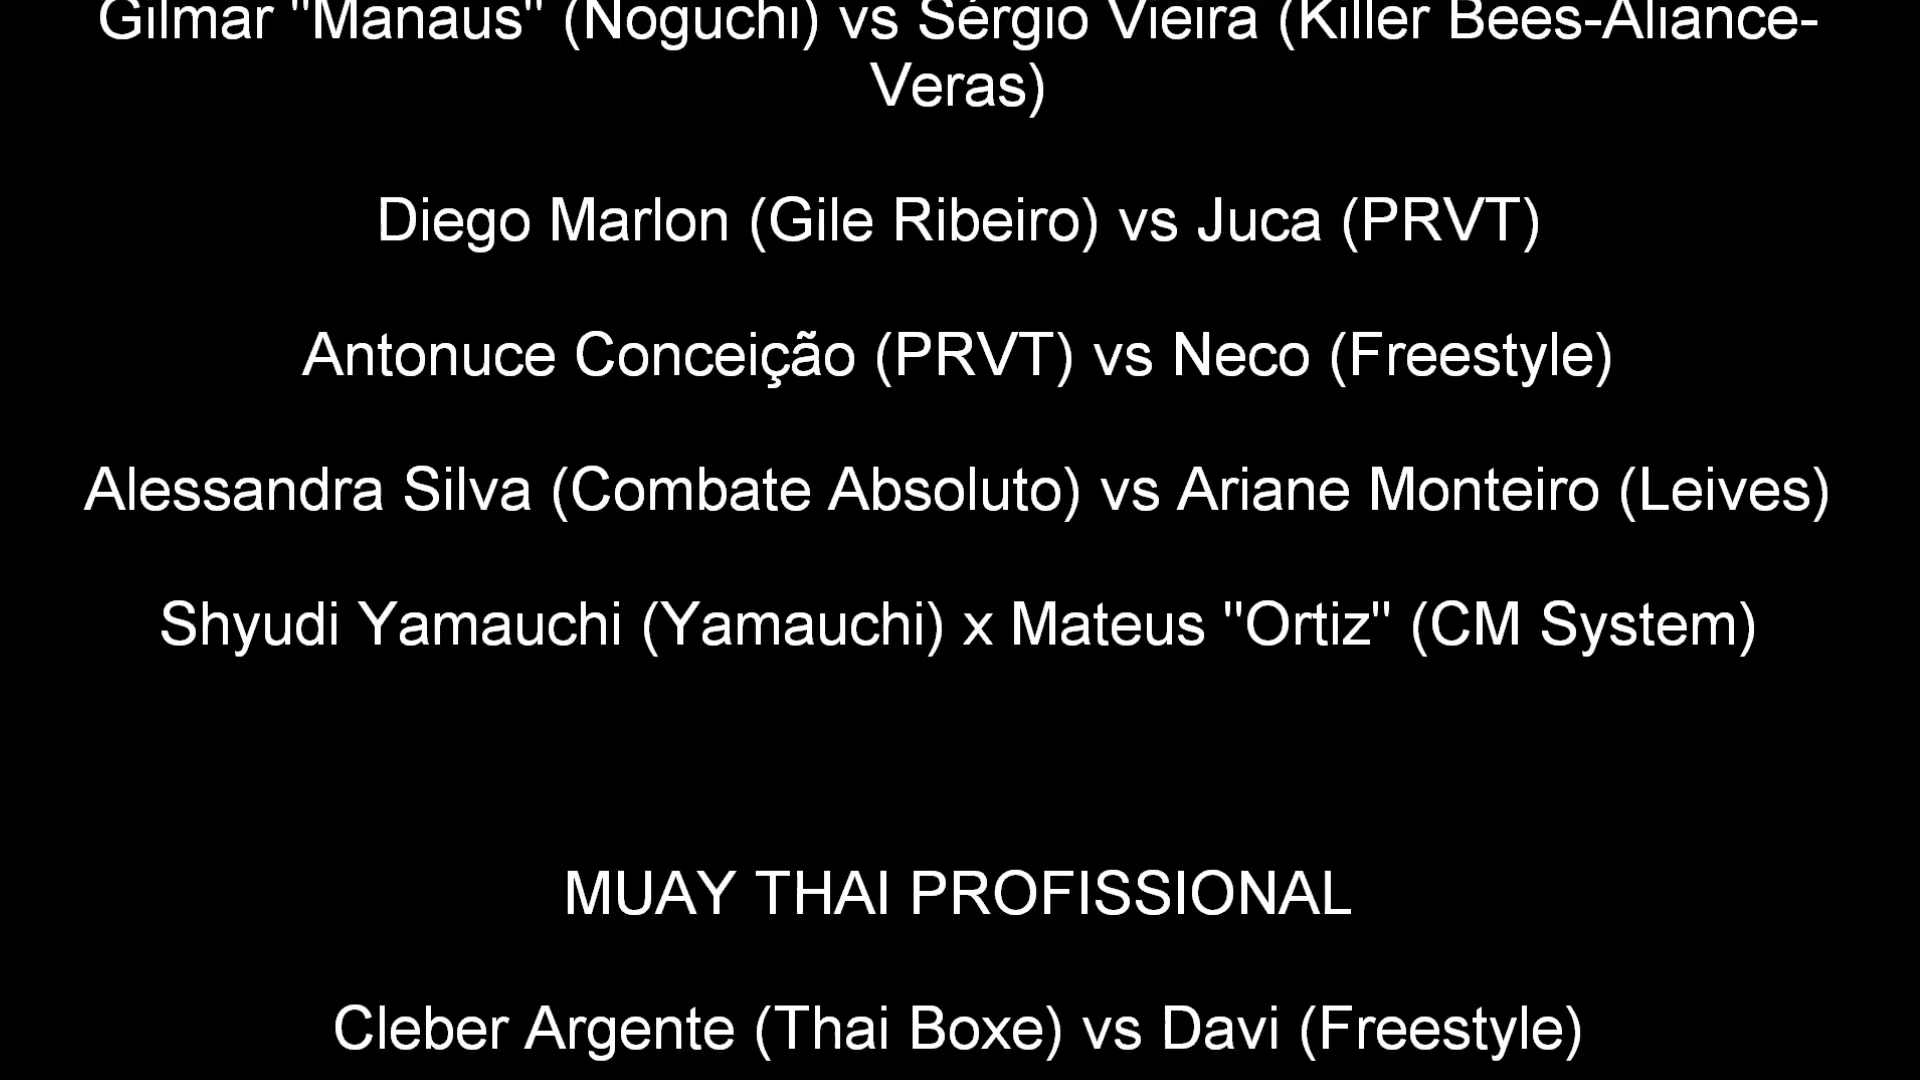 Gilmar "Manaus" (Noguchi) vs Sérgio Vieira (Killer Bees-Aliance-
Veras)
Diego Marlon (Gile Ribeiro) vs Juca (PRVT)
Antonuce Conceição (PRVT) vs Neco (Freestyle)
Alessandra Silva (Combate Absoluto) vs Ariane Monteiro (Leives)
Shyudi Yamauchi (Yamauchi) x Mateus "Ortiz" (CM System)
MUAY THAI PROFISSIONAL
Cleber Argente (Thai Boxe) vs Davi (Freestyle)